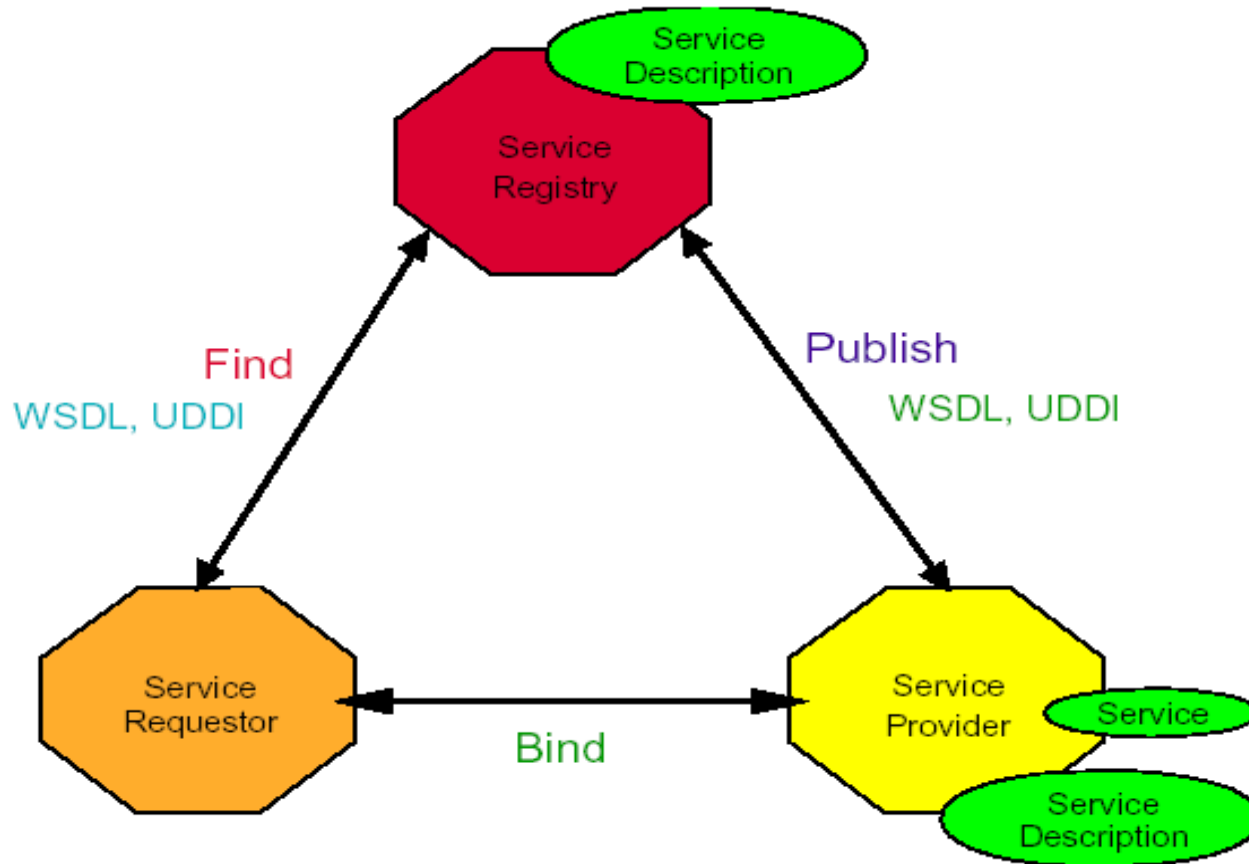 Service
Description
Service
Registry
Find
WSDL, UDDI
Publish
WSDL, UDDI
Service
Requestor
Bind
Service
Provider
Service
Service
Description